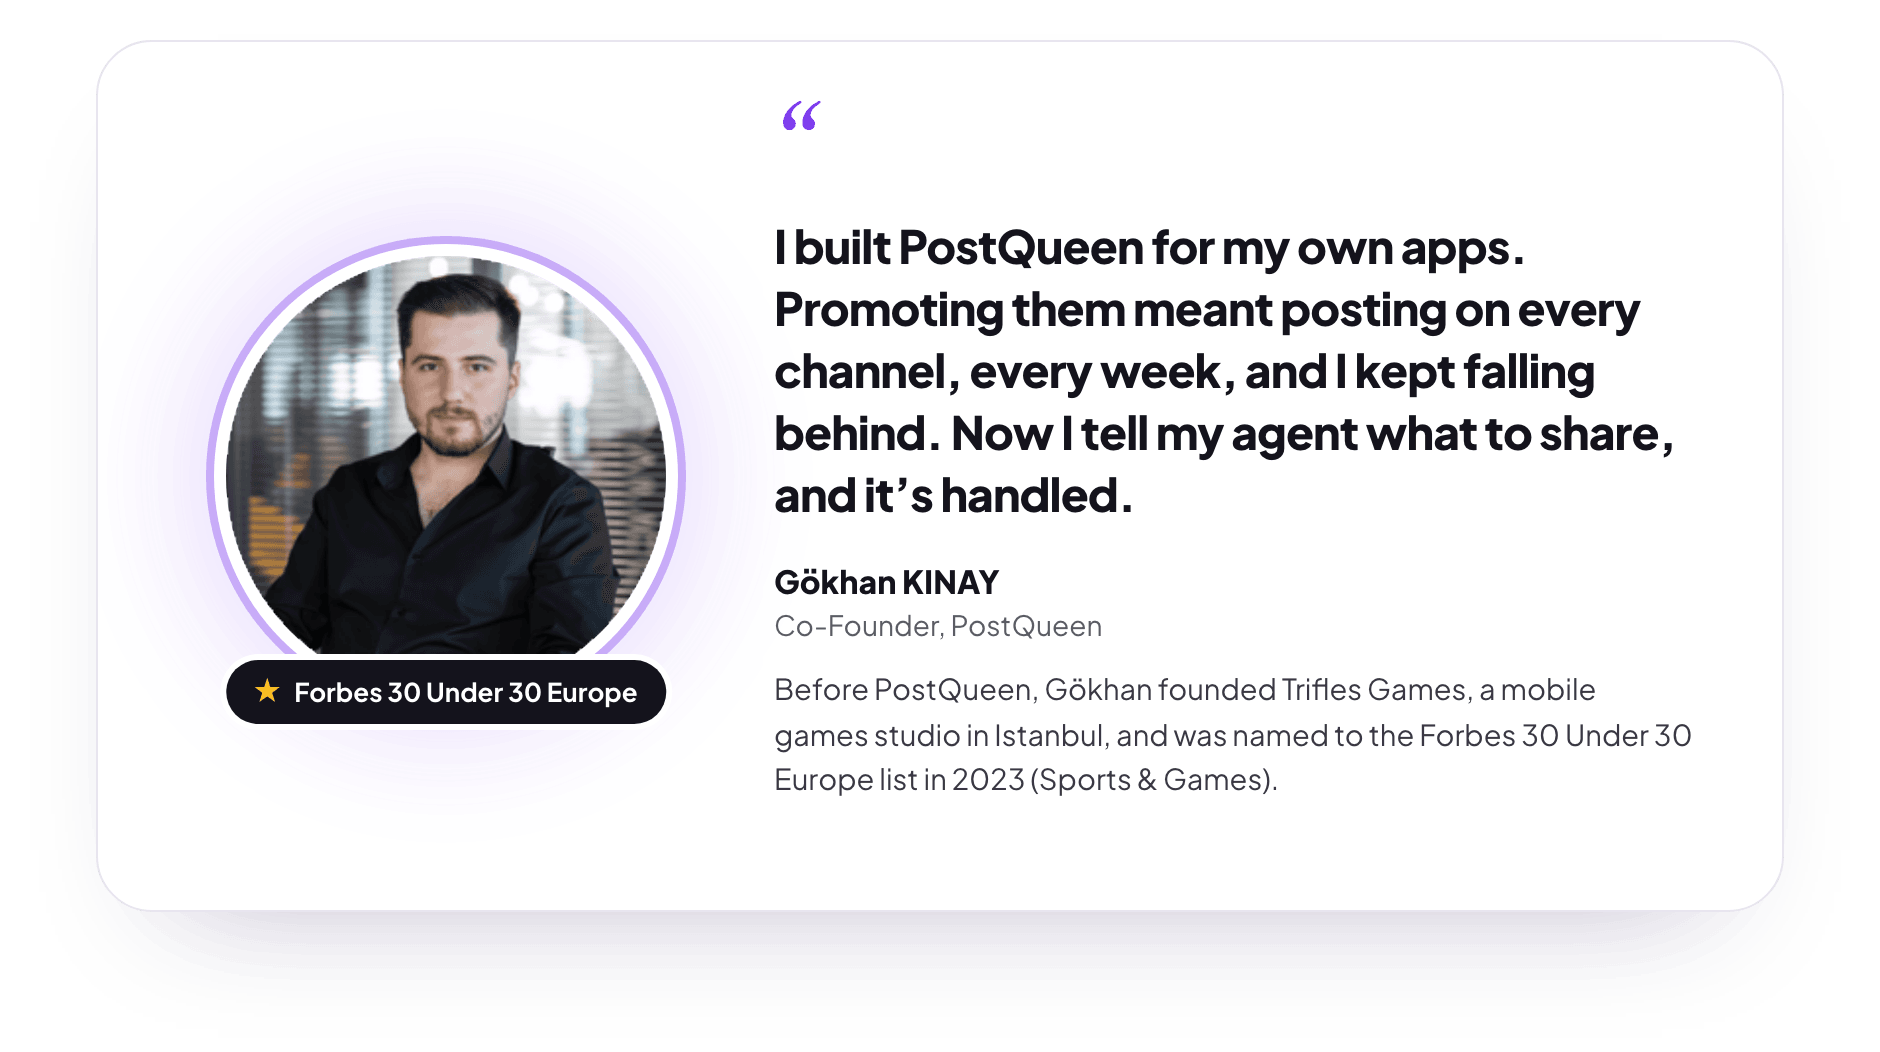 “
I built PostQueen for my own apps.
Promoting them meant posting on every
channel, every week, and I kept falling
behind. Now I tell my agent what to share,
and it’s handled.
Gökhan KINAY
Co-Founder, PostQueen
Before PostQueen, Gökhan founded Trifles Games, a mobile
games studio in Istanbul, and was named to the Forbes 30 Under 30
Europe list in 2023 (Sports & Games).
★ Forbes 30 Under 30 Europe